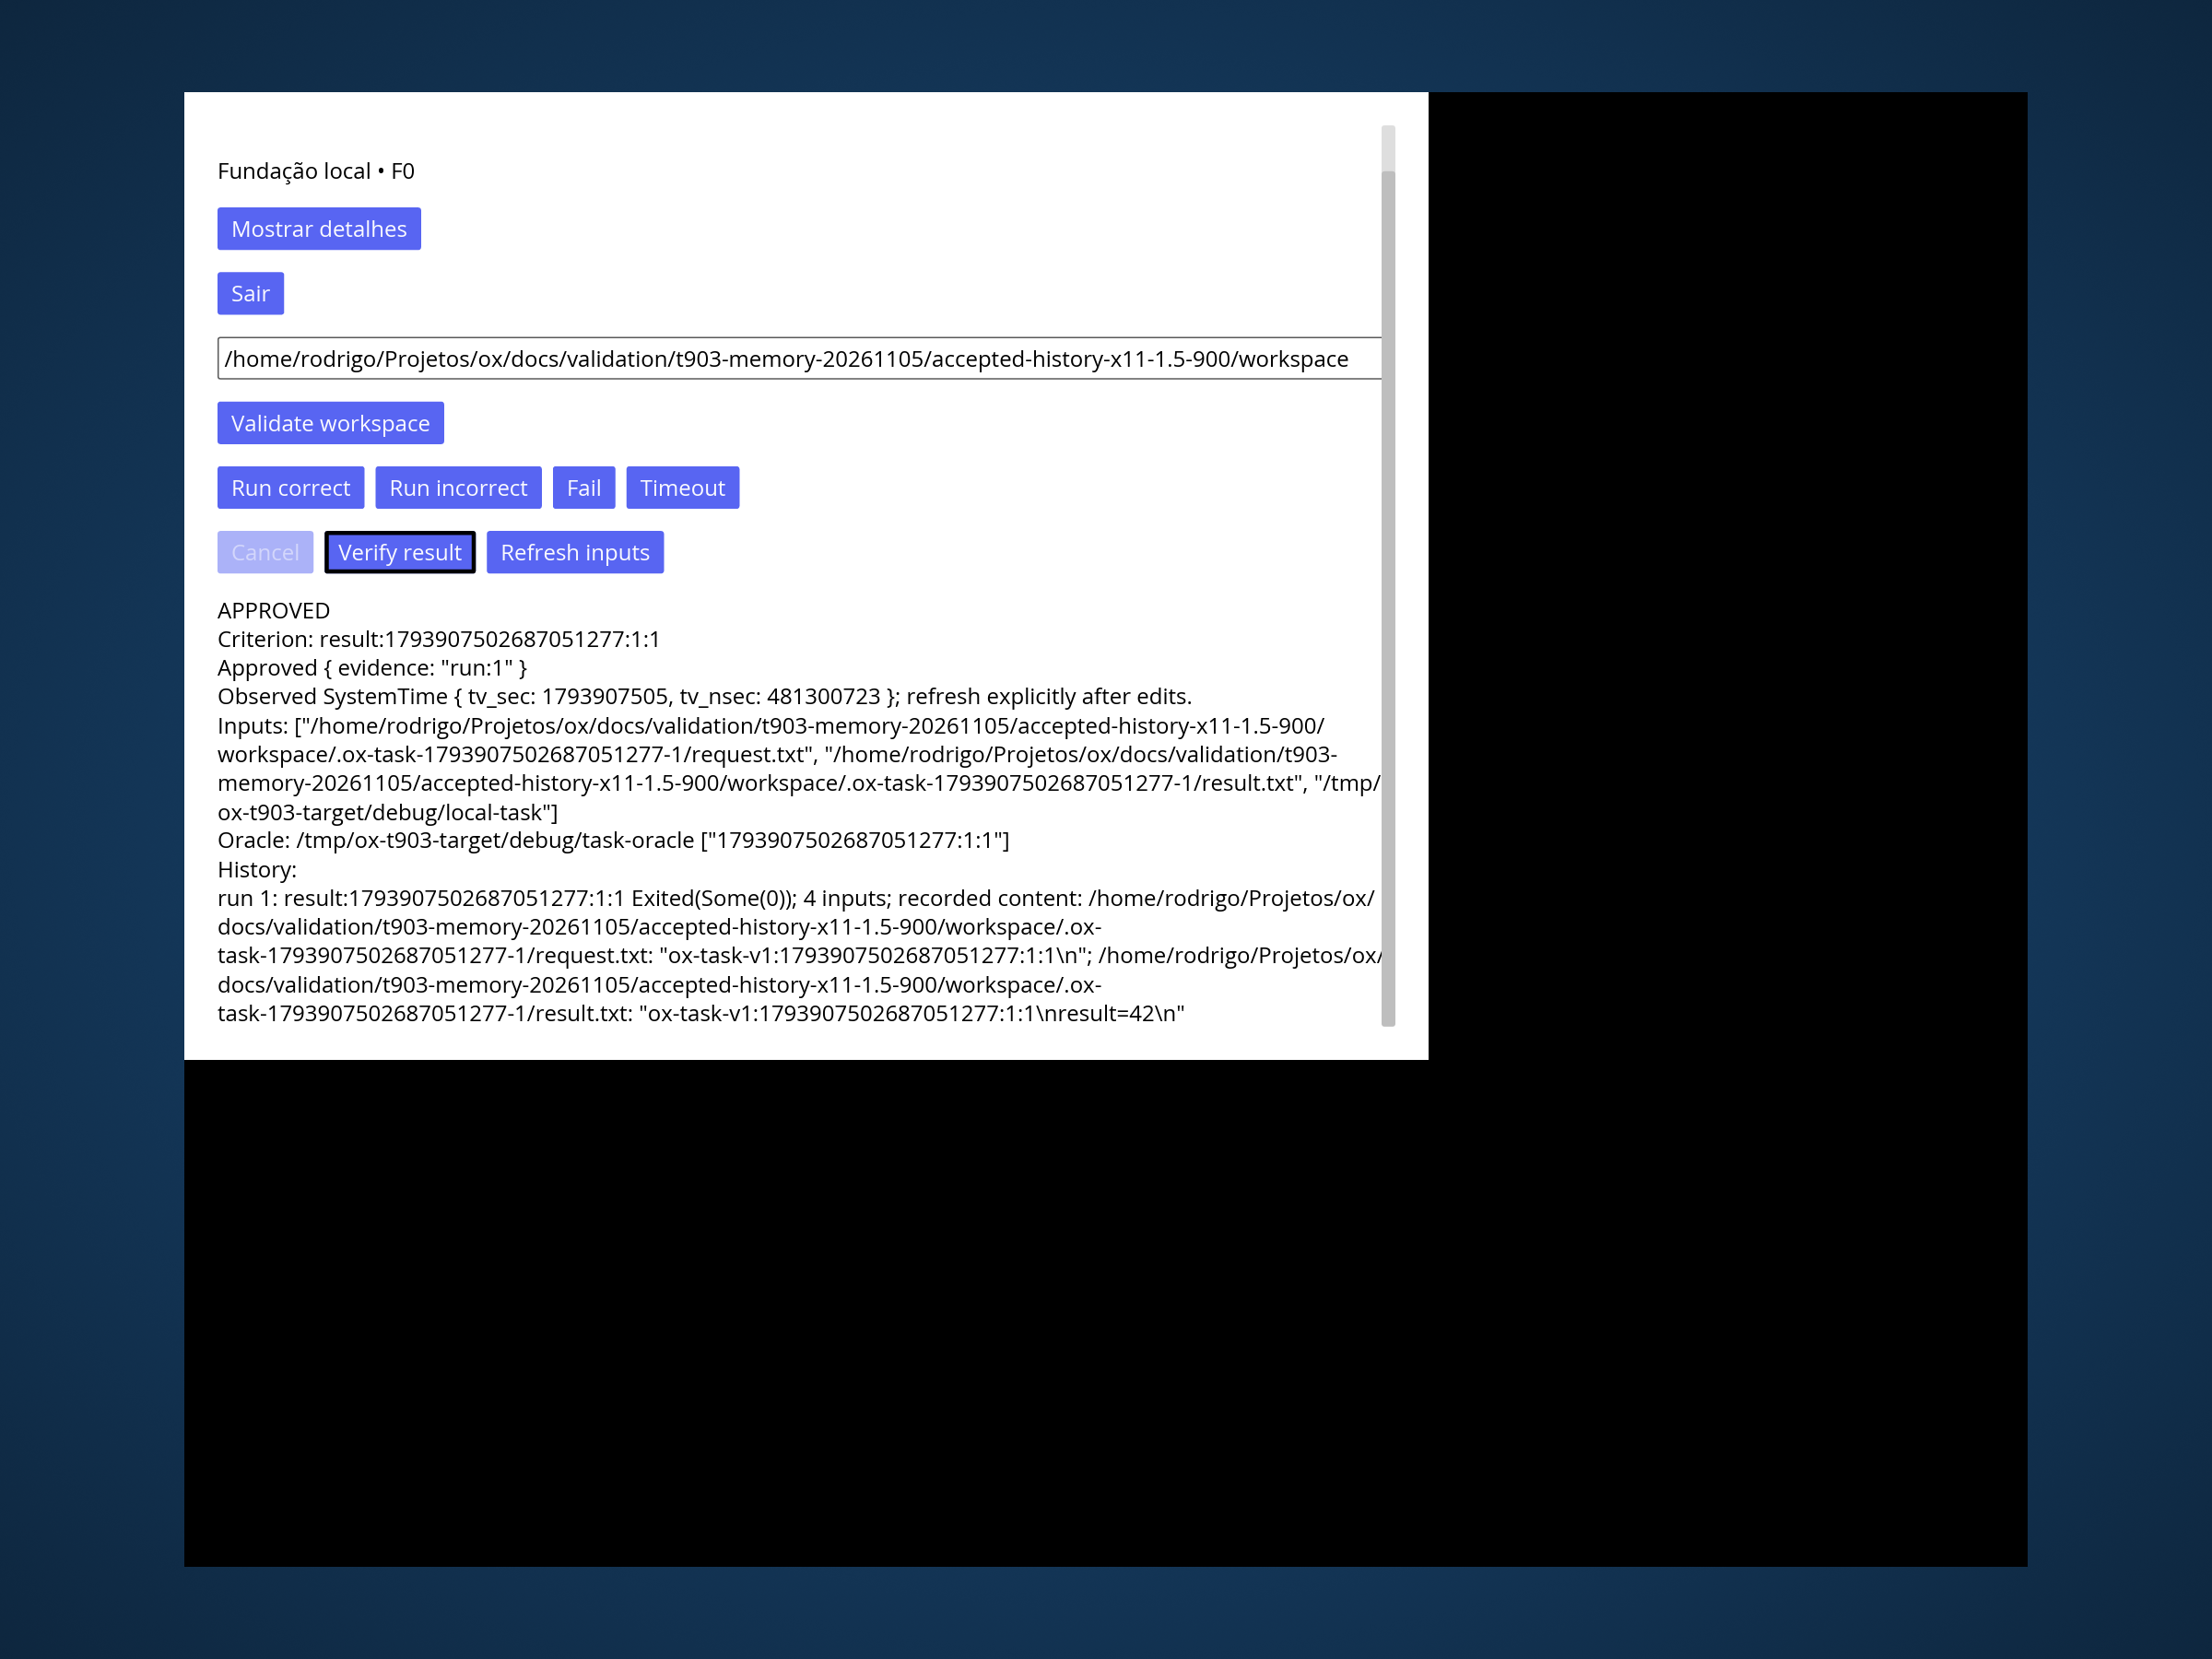 Fundação local • F0
Mostrar detalhes
Sair
/home/rodrigo/Projetos/ox/docs/validation/t903-memory-20261105/accepted-history-x11-1.5-900/workspace
Validate workspace
Run correct Run incorrect Fail Timeout
Cancel Verify result Refresh inputs
APPROVED
Criterion: result:1793907502687051277:1:1
Approved { evidence: "run:1" }
Observed SystemTime { tv_sec: 1793907505, tv_nsec: 481300723 }; refresh explicitly after edits.
Inputs: ["/home/rodrigo/Projetos/ox/docs/validation/t903-memory-20261105/accepted-history-x11-1.5-900/
workspace/.ox-task-1793907502687051277-1/request.txt", "/home/rodrigo/Projetos/ox/docs/validation/t903-
memory-20261105/accepted-history-x11-1.5-900/workspace/.ox-task-1793907502687051277-1/result.txt", "/tmp/
ox-t903-target/debug/local-task"]
Oracle: /tmp/ox-t903-target/debug/task-oracle ["1793907502687051277:1:1"]
History:
run 1: result:1793907502687051277:1:1 Exited(Some(0)); 4 inputs; recorded content: /home/rodrigo/Projetos/ox/
docs/validation/t903-memory-20261105/accepted-history-x11-1.5-900/workspace/.ox-
task-1793907502687051277-1/request.txt: "ox-task-v1:1793907502687051277:1:1\n"; /home/rodrigo/Projetos/ox/
docs/validation/t903-memory-20261105/accepted-history-x11-1.5-900/workspace/.ox-
task-1793907502687051277-1/result.txt: "ox-task-v1:1793907502687051277:1:1\nresult=42\n"